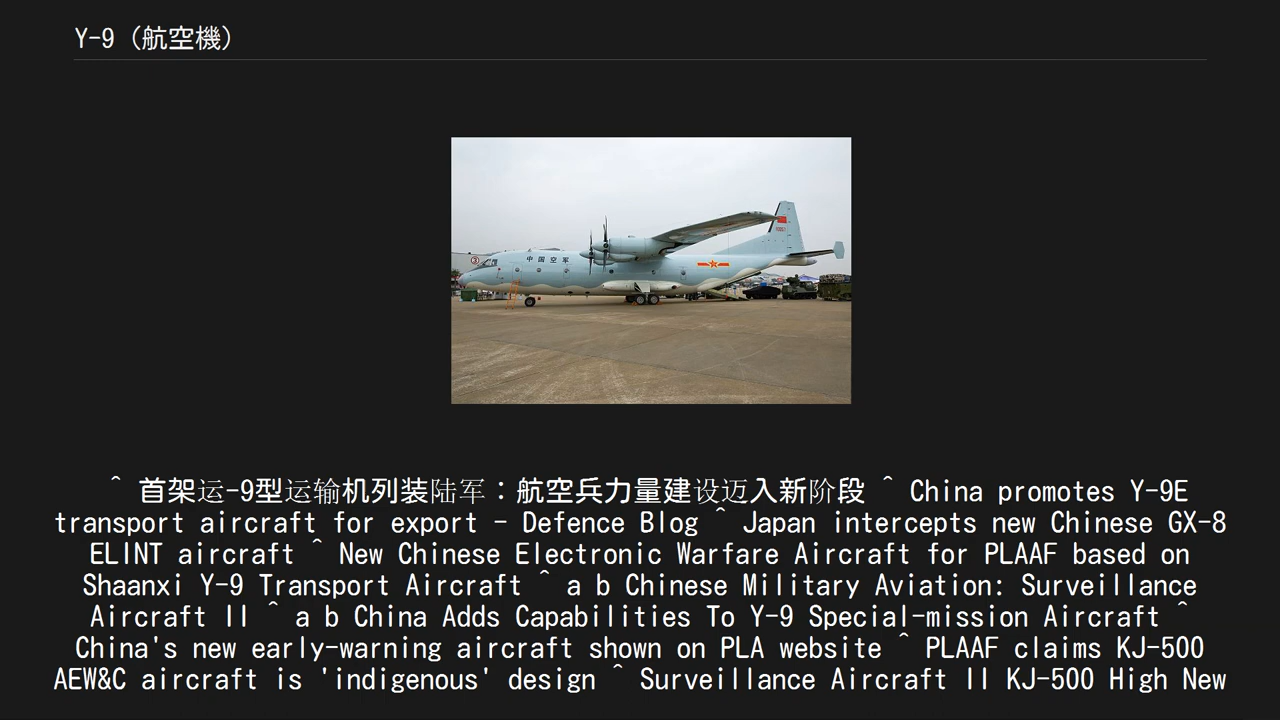 Y-9 (航空機)
③
中国空军
^ 首架运-9型运输机列装陆军：航空兵力量建设迈入新阶段 ^ China promotes Y-9E
transport aircraft for export - Defence Blog ^ Japan intercepts new Chinese GX-8
ELINT aircraft ^ New Chinese Electronic Warfare Aircraft for PLAAF based on
Shaanxi Y-9 Transport Aircraft ^ a b Chinese Military Aviation: Surveillance
Aircraft II ^ a b China Adds Capabilities To Y-9 Special-mission Aircraft ^
China's new early-warning aircraft shown on PLA website ^ PLAAF claims KJ-500
AEW&C aircraft is 'indigenous' design ^ Surveillance Aircraft II KJ-500 High New